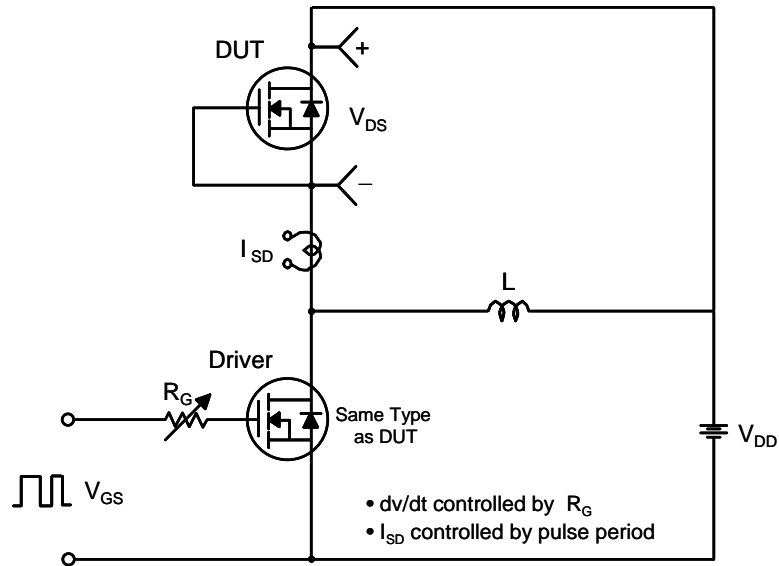 DUT
+
V_DS
–
I_SD
L
Driver
R_G
Same Type
as DUT
V_DD
V_GS
• dv/dt controlled by R_G
• I_SD controlled by pulse period